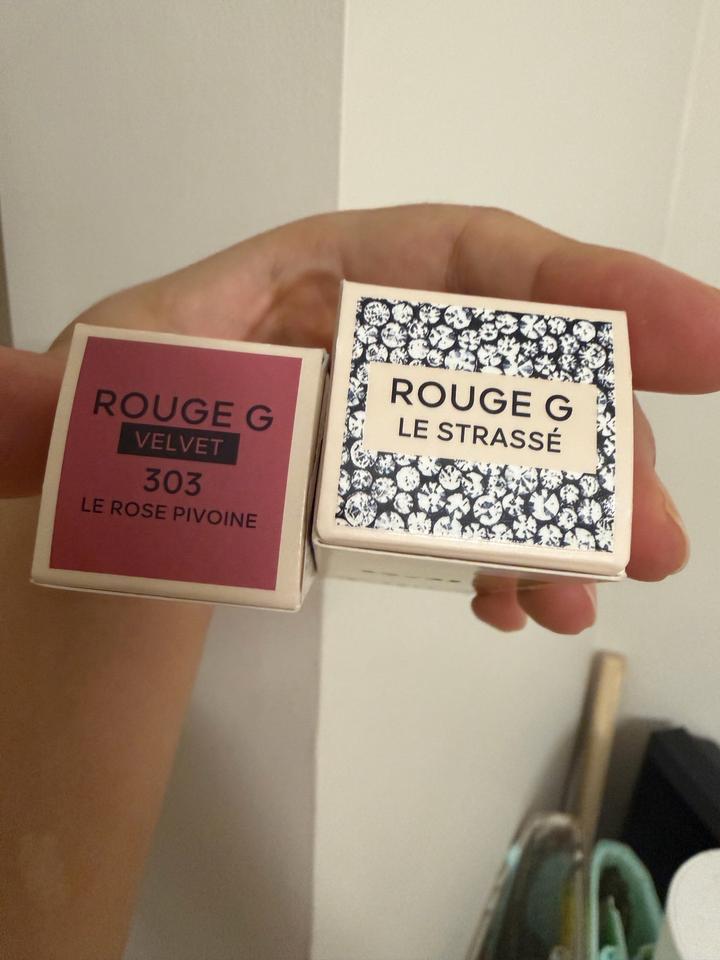 ROUGE G
VELVET
303
LE ROSE PIVOINE
ROUGE G
LE STRASSÉ